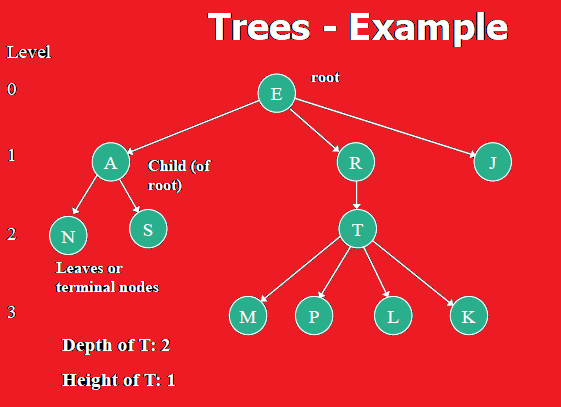 Trees - Example
Level
0
E
root
1
A
Child (of
root)
R
J
2
N
S
T
Leaves or
terminal nodes
3
M
P
L
K
Depth of T: 2
Height of T: 1